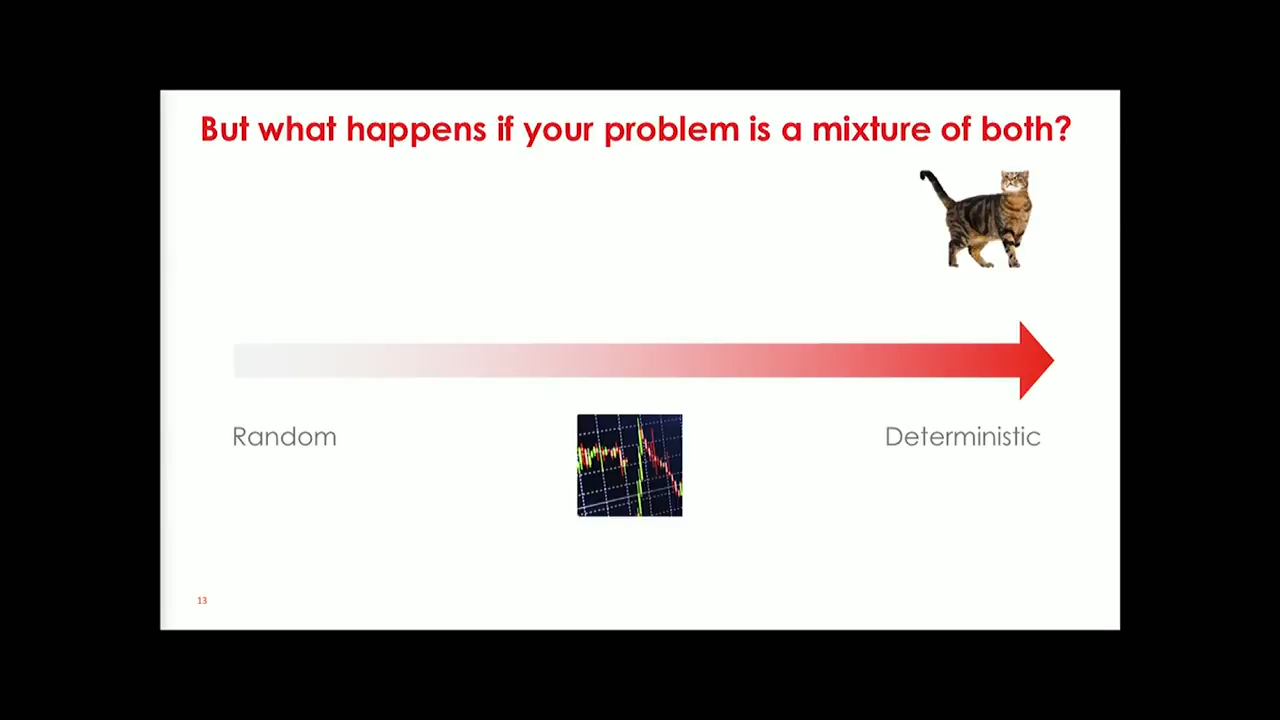 But what happens if your problem is a mixture of both?
Random
Deterministic
13